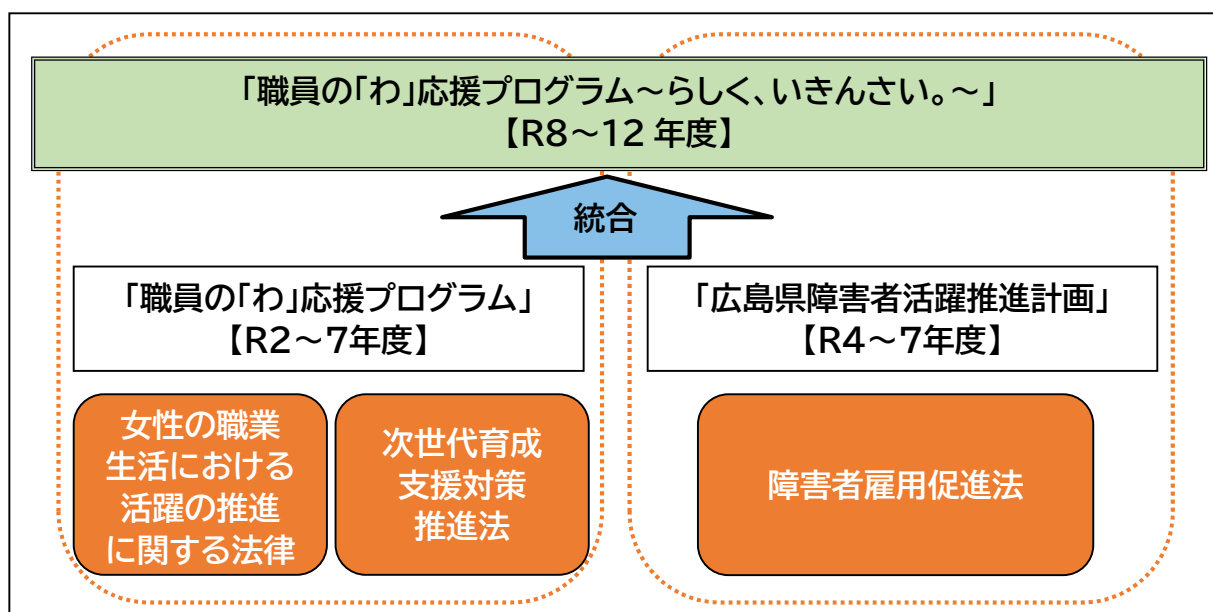 「職員の「わ」応援プログラム～らしく、いきんさい。～」
【R8～12 年度】
統合
「職員の「わ」応援プログラム」
【R2～7年度】
「広島県障害者活躍推進計画」
【R4～7年度】
女性の職業
生活における
活躍の推進
に関する法律
次世代育成
支援対策
推進法
障害者雇用促進法